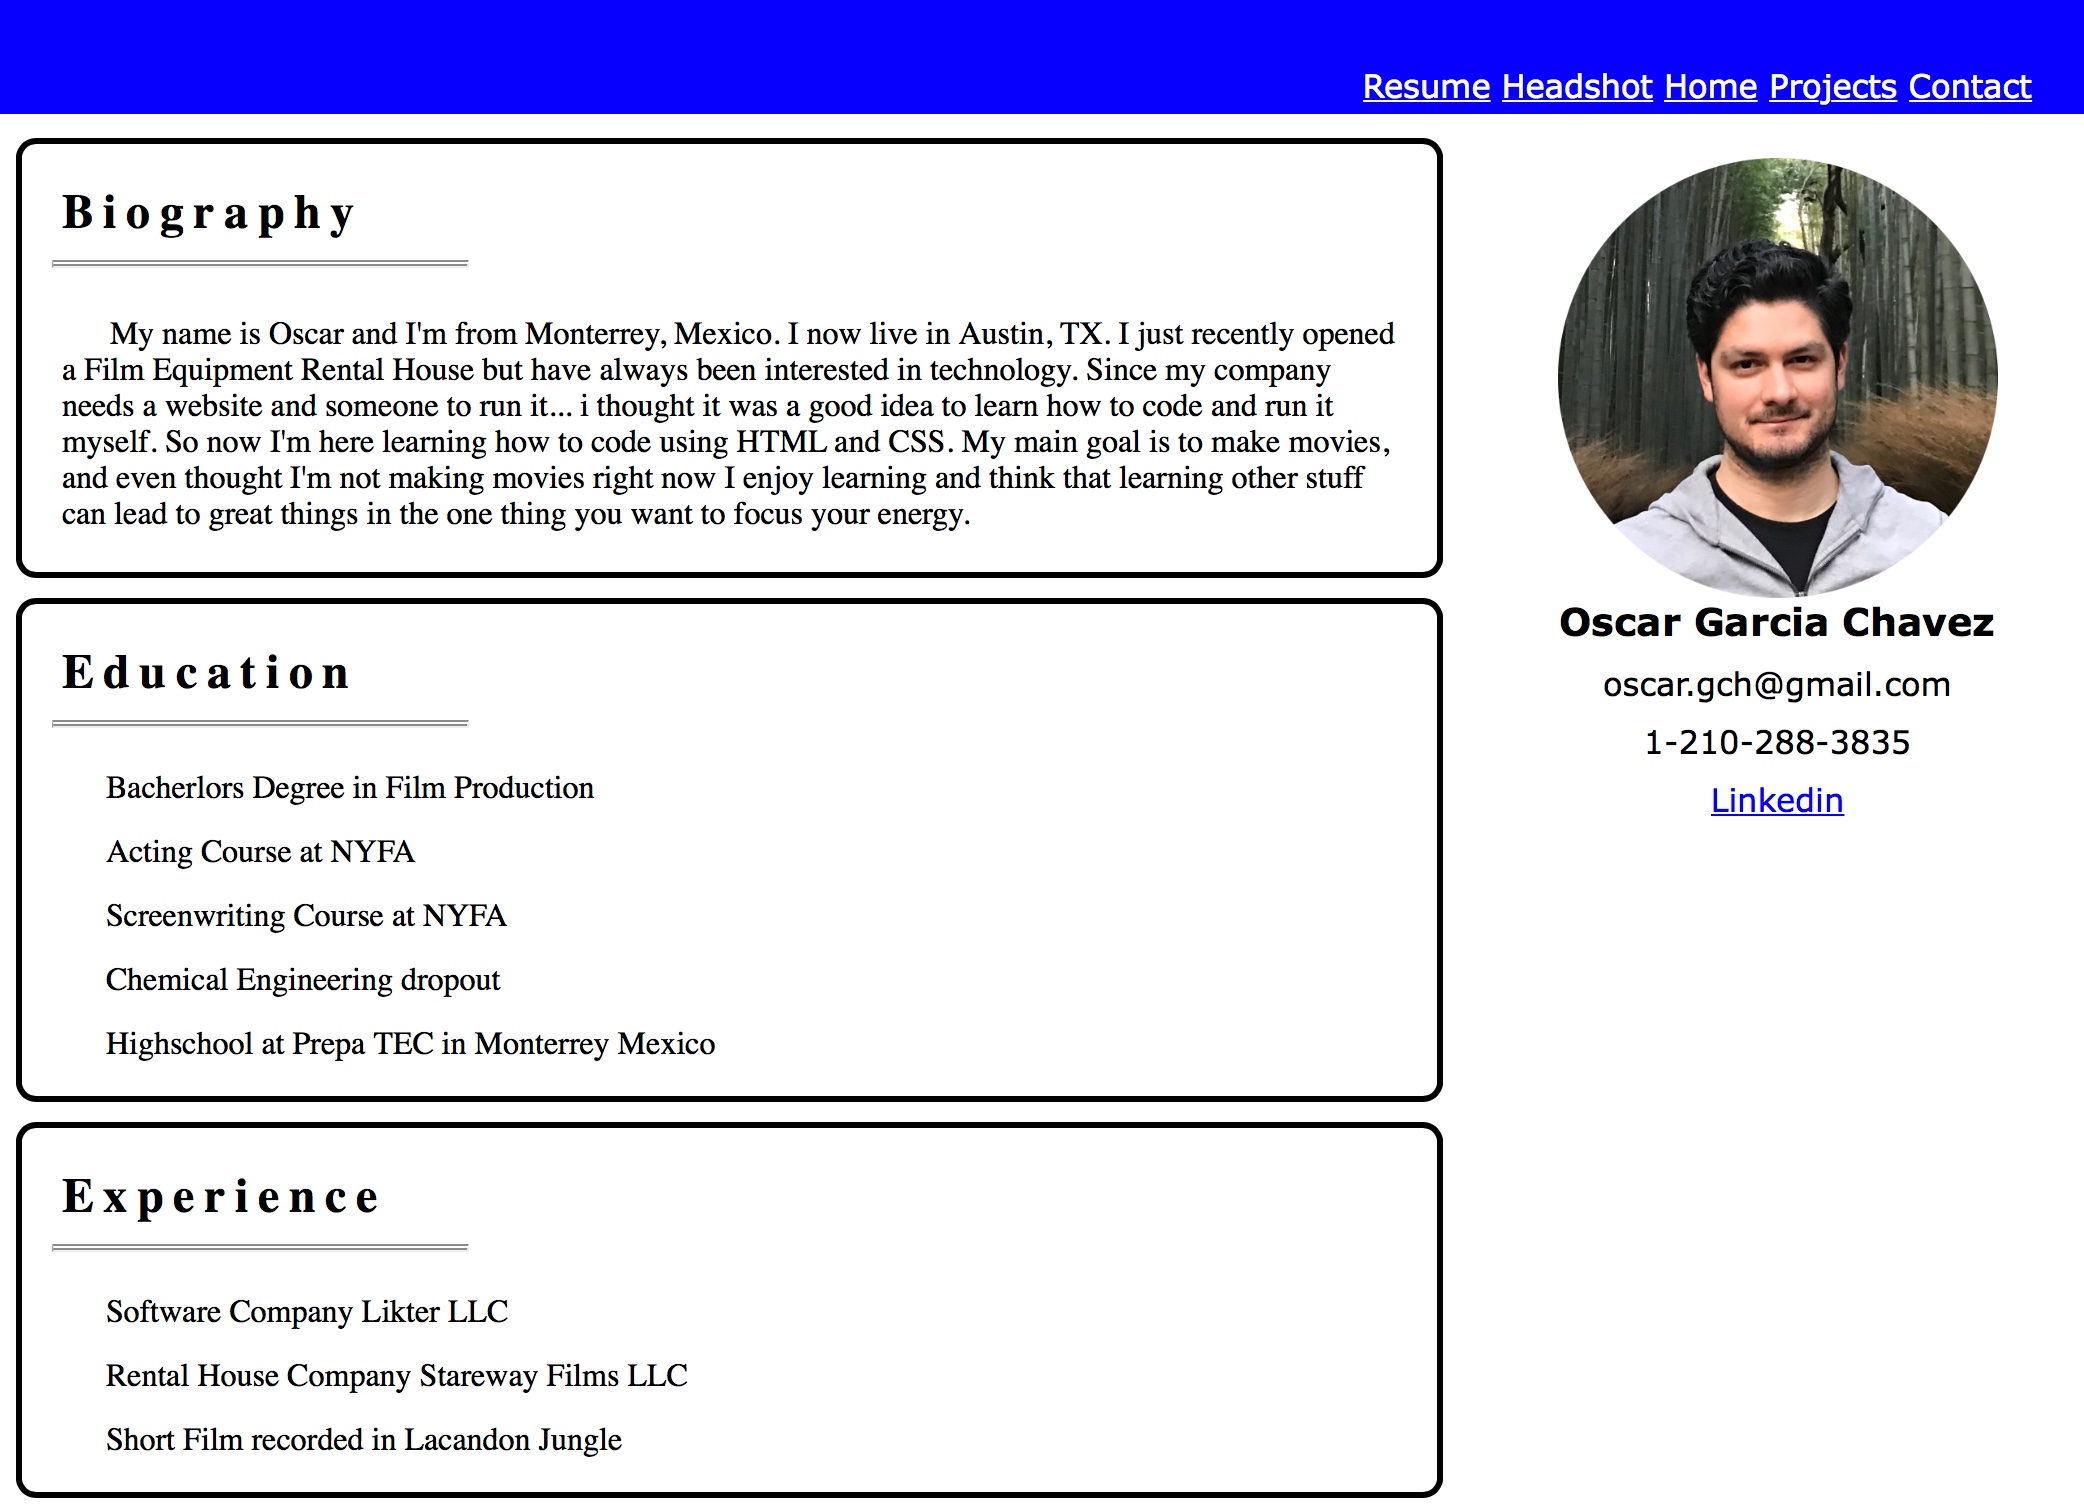 Resume Headshot Home Projects Contact
Biography
My name is Oscar and I'm from Monterrey, Mexico. I now live in Austin, TX. I just recently opened
a Film Equipment Rental House but have always been interested in technology. Since my company
needs a website and someone to run it... i thought it was a good idea to learn how to code and run it
myself. So now I'm here learning how to code using HTML and CSS. My main goal is to make movies,
and even thought I'm not making movies right now I enjoy learning and think that learning other stuff
can lead to great things in the one thing you want to focus your energy.
Education
Bacherlors Degree in Film Production
Acting Course at NYFA
Screenwriting Course at NYFA
Chemical Engineering dropout
Highschool at Prepa TEC in Monterrey Mexico
Experience
Software Company Likter LLC
Rental House Company Stareway Films LLC
Short Film recorded in Lacandon Jungle
Oscar Garcia Chavez
oscar.gch@gmail.com
1-210-288-3835
Linkedin